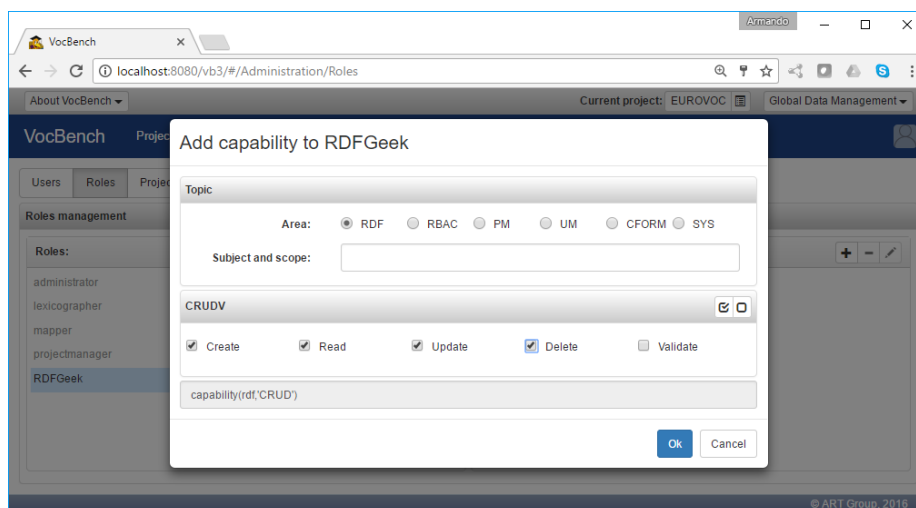 Armando
VocBench
localhost:8080/vb3/#/Administration/Roles
About VocBench
Current project: EUROVOC
Global Data Management
VocBench Projec
Add capability to RDFGeek
Users Roles Projec
Topic
Roles management
Area: RDF RBAC PM UM CFORM SYS
Roles:
Subject and scope:
administrator
lexicographer
CRUDV
mapper
Create Read Update Delete Validate
projectmanager
RDFGeek
capability(rdf,'CRUD')
Ok Cancel
© ART Group, 2016